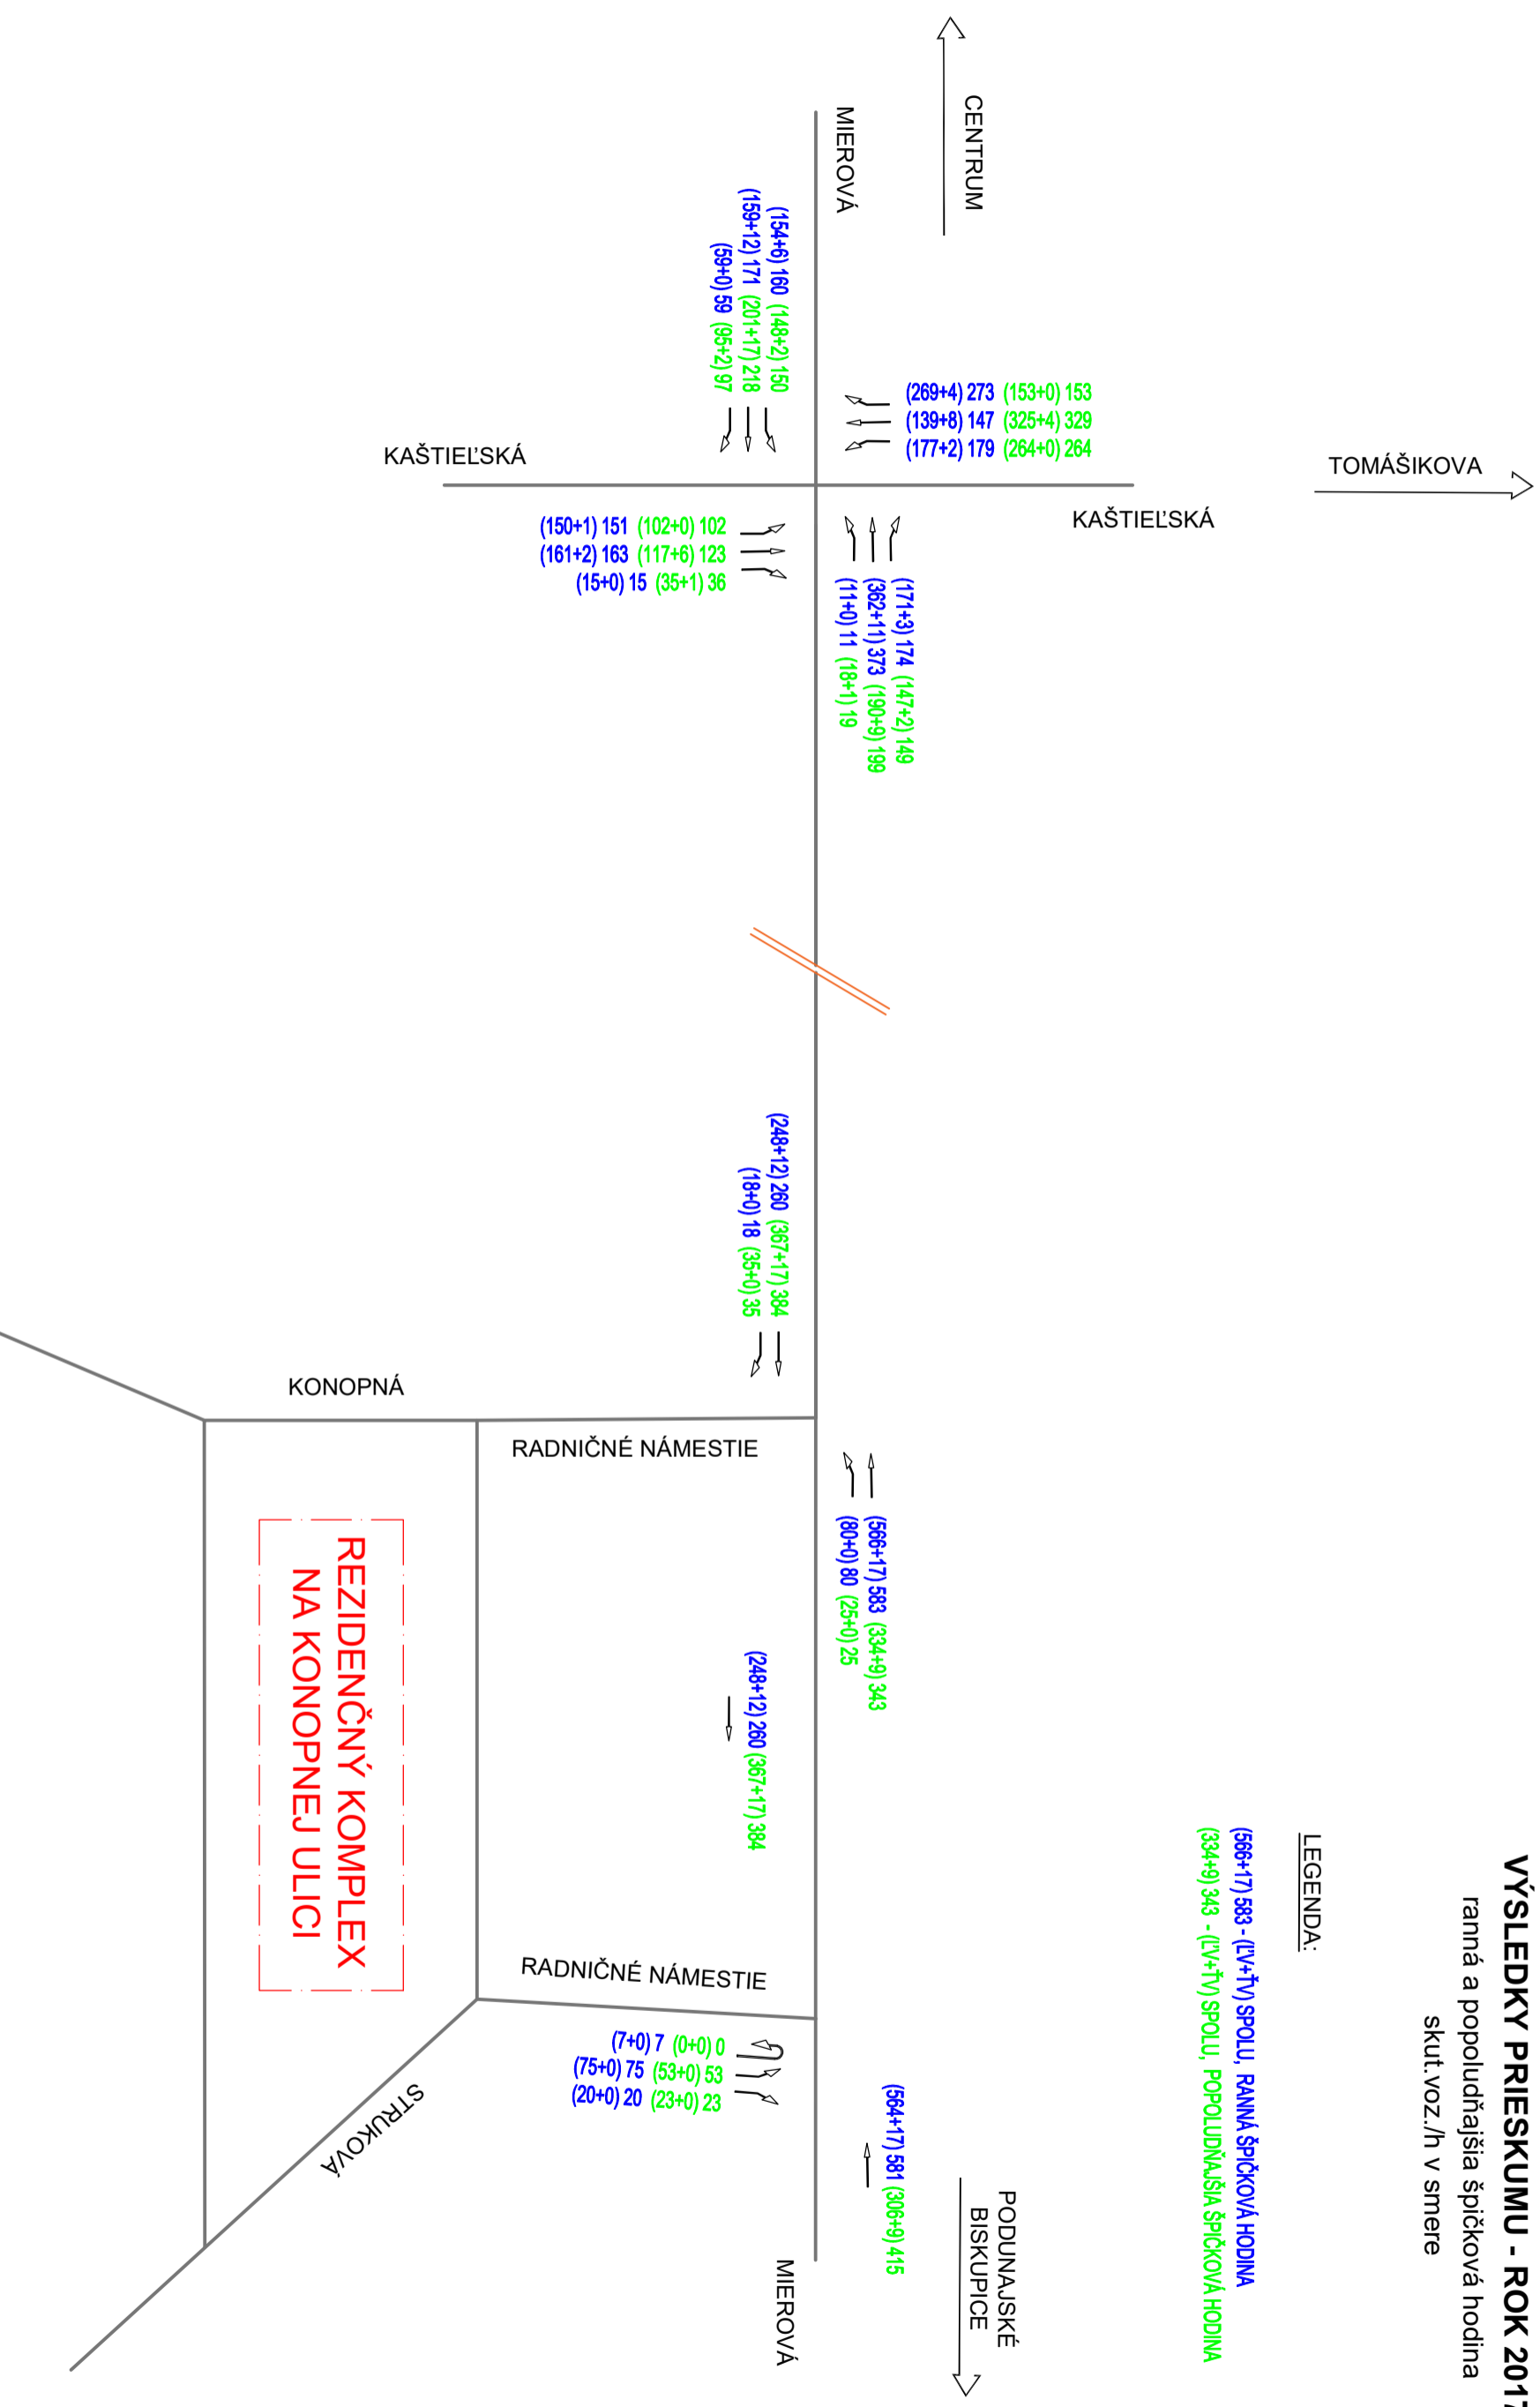 VÝSLEDKY PRIESKUMU - ROK 2017
ranná a popoludňajšia špičková hodina
skut.voz./h v smere
LEGENDA:
(566+17) 583 - (ĽV+ŤV) SPOLU, RANNÁ ŠPIČKOVÁ HODINA
(334+9) 343 - (ĽV+ŤV) SPOLU, POPOLUDŇAJŠIA ŠPIČKOVÁ HODINA
CENTRUM
MIEROVÁ
TOMÁŠIKOVA
KAŠTIEĽSKÁ
KAŠTIEĽSKÁ
(154+6) 160 (148+2) 150
(159+12) 171 (201+17) 218
(59+0) 59 (95+2) 97
(269+4) 273 (153+0) 153
(139+8) 147 (325+4) 329
(177+2) 179 (264+0) 264
(150+1) 151 (102+0) 102
(161+2) 163 (117+6) 123
(15+0) 15 (35+1) 36
(171+3) 174 (147+2) 149
(362+11) 373 (190+9) 199
(11+0) 11 (18+1) 19
(248+12) 260 (367+17) 384
(18+0) 18 (35+0) 35
KONOPNÁ
RADNIČNÉ NÁMESTIE
(566+17) 583 (334+9) 343
(80+0) 80 (25+0) 25
(248+12) 260 (367+17) 384
REZIDENČNÝ KOMPLEX
NA KONOPNEJ ULICI
RADNIČNÉ NÁMESTIE
(7+0) 7 (0+0) 0
(75+0) 75 (53+0) 53
(20+0) 20 (23+0) 23
STRUKOVÁ
(564+17) 581 (306+9) 415
PODUNAJSKÉ
BISKUPICE
MIEROVÁ